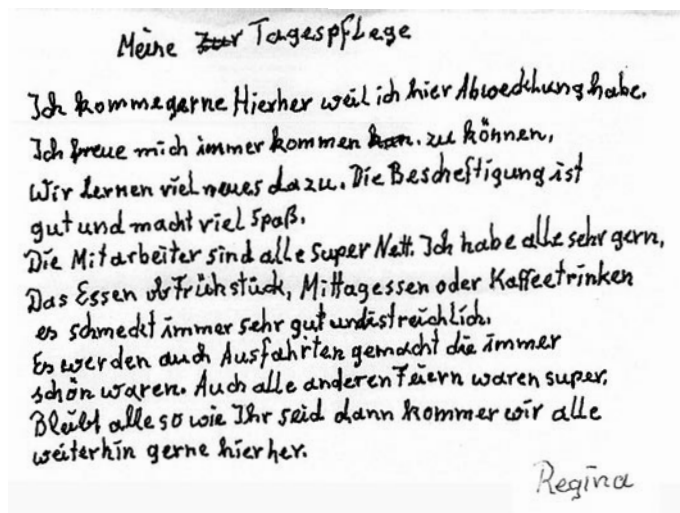 Meine Zur Tagespflege
Ich komme gerne Hierher weil ich hier Abwechlung habe.
Ich freue mich immer kommen kan. zu können,
Wir Lernen viel neues dazu. Die Bescheftigung ist
gut und macht viel Spaß.
Die Mitarbeiter sind alle Super Nett. Ich habe alle sehr gern,
Das Essen ob Frühstück, Mittagessen oder Kaffeetrinken
es schmeckt immer sehr gut und ist reichlich.
Es werden auch Ausfahrten gemacht die immer
schön waren. Auch alle anderen Feiern waren super.
Bleibt alle so wie Ihr seid dann kommer wir alle
weiterhin gerne hierher.
Regina